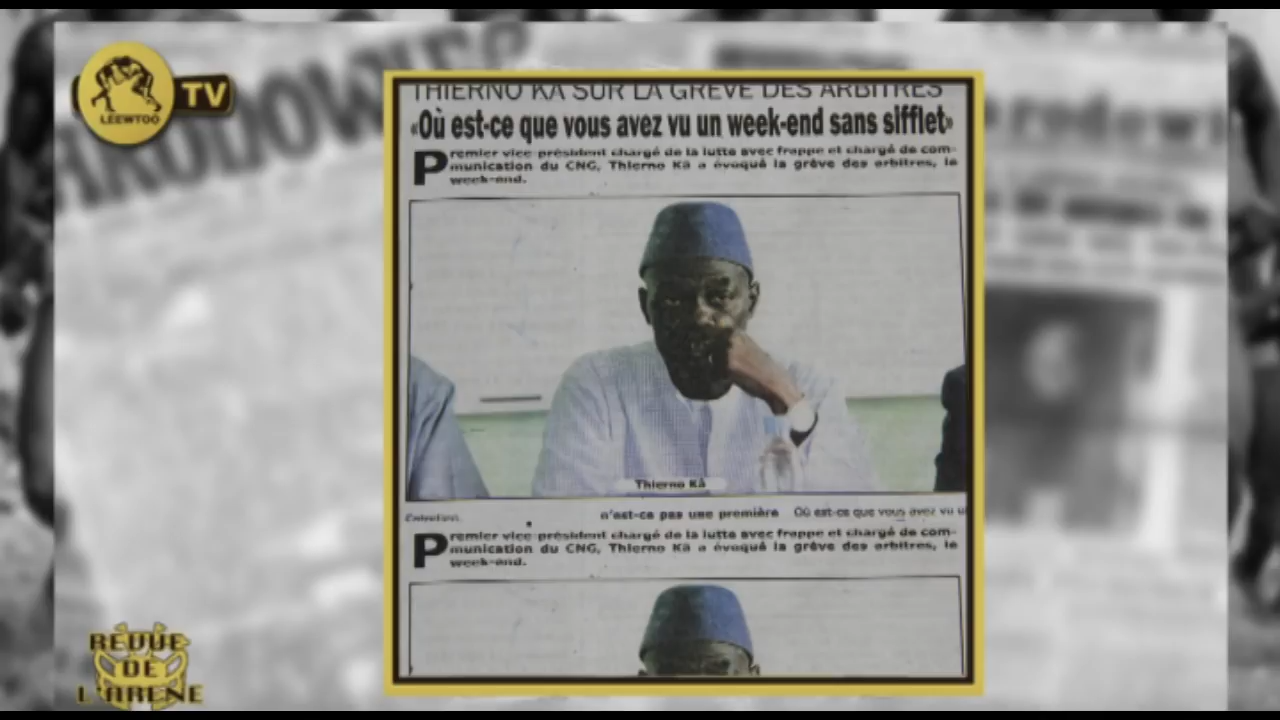 LEEWTOO
TV
THIERNO KÂ SUR LA GRÈVE DES ARBITRES
«Où est-ce que vous avez vu un week-end sans sifflet»
Premier vice président chargé de la lutte avec frappe et chargé de com-
munication du CNG, Thierno Kâ a évoqué la grève des arbitres, le
week-end.
Thierno Kâ
n'est-ce pas une première Où est-ce que vous avez vu
Premier vice président chargé de la lutte avec frappe et chargé de com-
munication du CNG, Thierno Kâ a évoqué la grève des arbitres, le
week-end.
REVUE
DE
L'ARENE